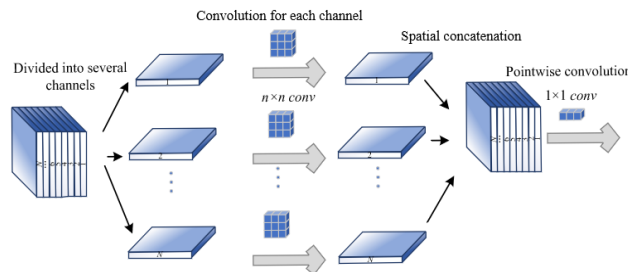 Convolution for each channel
Spatial concatenation
Divided into several
channels
Pointwise convolution
1×1 conv
n×n conv
1
1
2
2
N
N